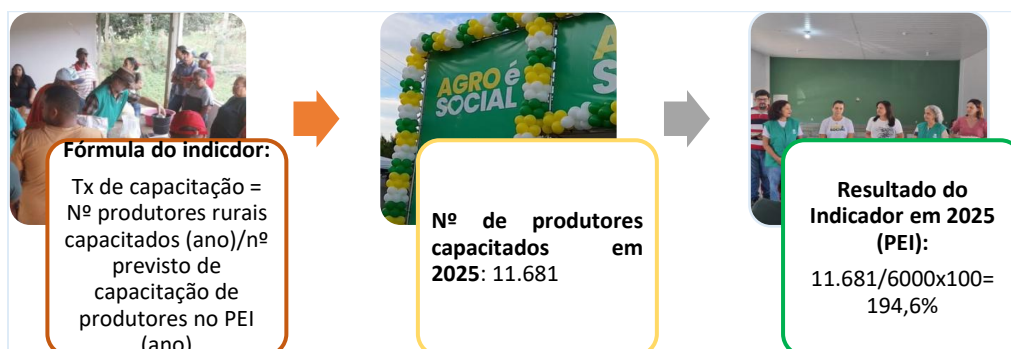 Fórmula do indicdor:
Tx de capacitação =
Nº produtores rurais
capacitados (ano)/nº
previsto de
capacitação de
produtores no PEI
(ano)
AGRO é
SOCIAL
Nº de produtores
capacitados em
2025: 11.681
Resultado do
Indicador em 2025
(PEI):
11.681/6000x100=
194,6%